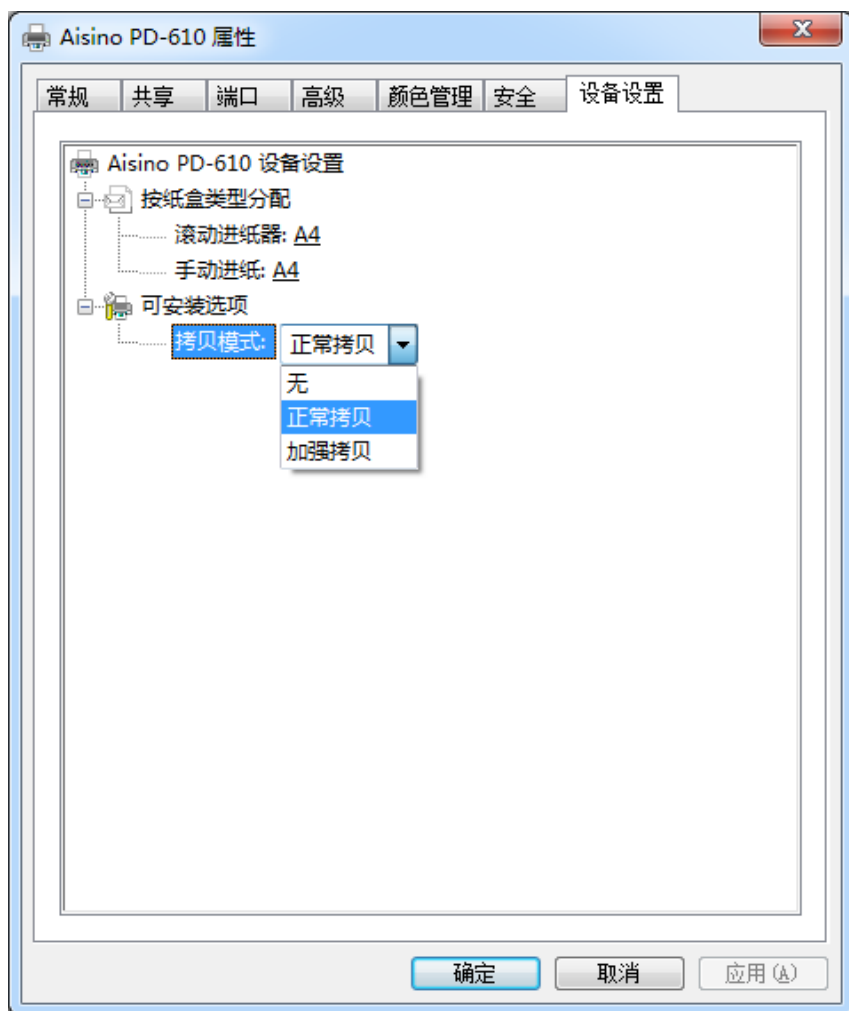 Aisino PD-610 属性
常规 共享 端口 高级 颜色管理 安全 设备设置
Aisino PD-610 设备设置
按纸盒类型分配
滚动进纸器: A4
手动进纸: A4
可安装选项
拷贝模式: 正常拷贝
无
正常拷贝
加强拷贝
确定 取消 应用(A)